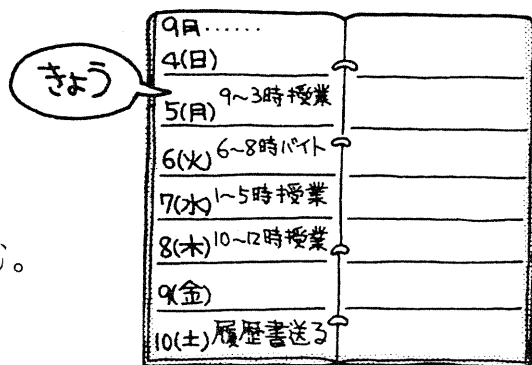 9月......
4(日)
きょう
5(月) 9～3時授業
6(火) 6～8時バイト
7(水) 1～5時授業
8(木) 10～12時授業
9(金)
10(土) 履歴書送る
。